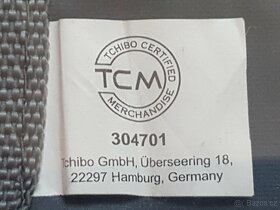 TCHIBO CERTIFIED
TCM
MERCHANDISE
304701
Tchibo GmbH, Überseering 18,
22297 Hamburg, Germany
Bazos.cz